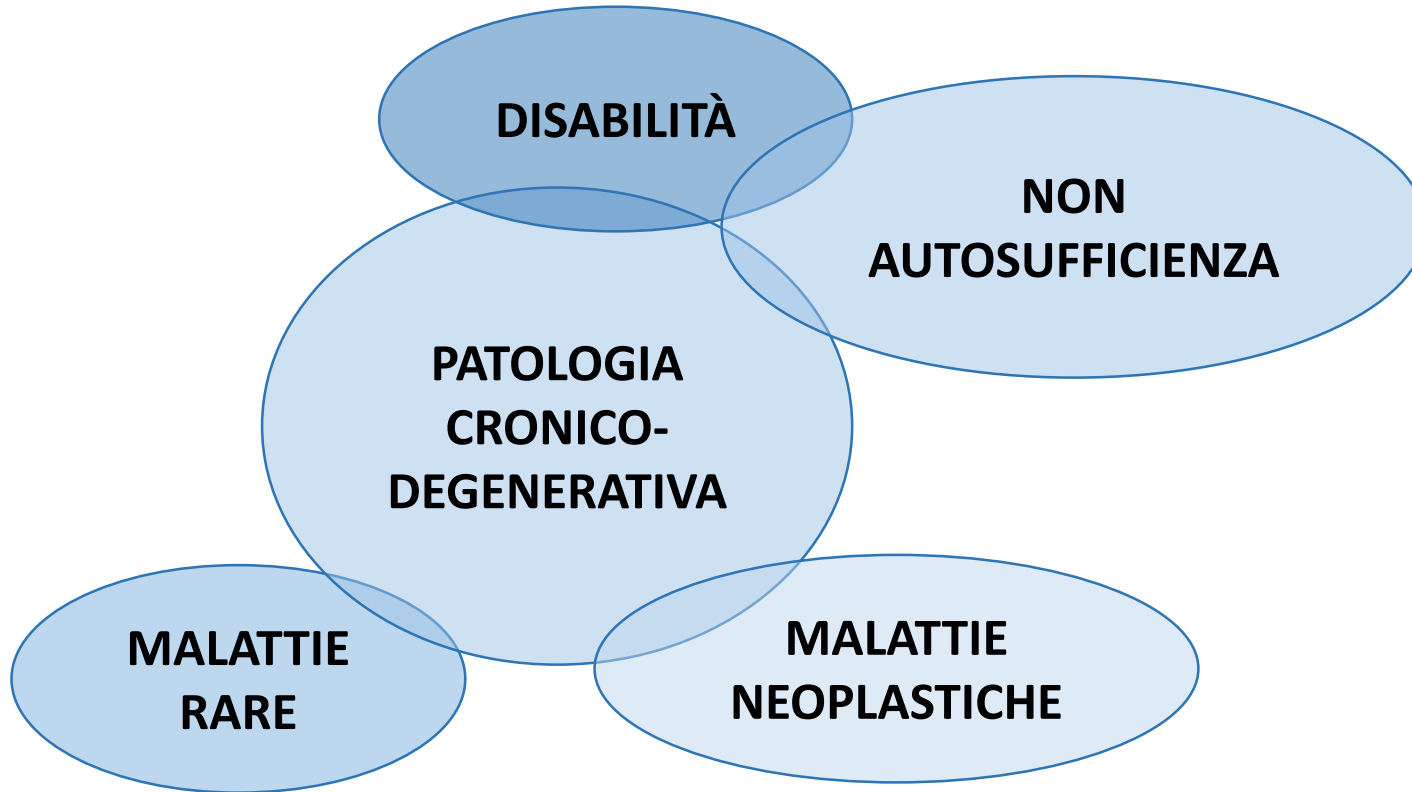 DISABILITÀ
NON
AUTOSUFFICIENZA
PATOLOGIA
CRONICO-
DEGENERATIVA
MALATTIE
RARE
MALATTIE
NEOPLASTICHE